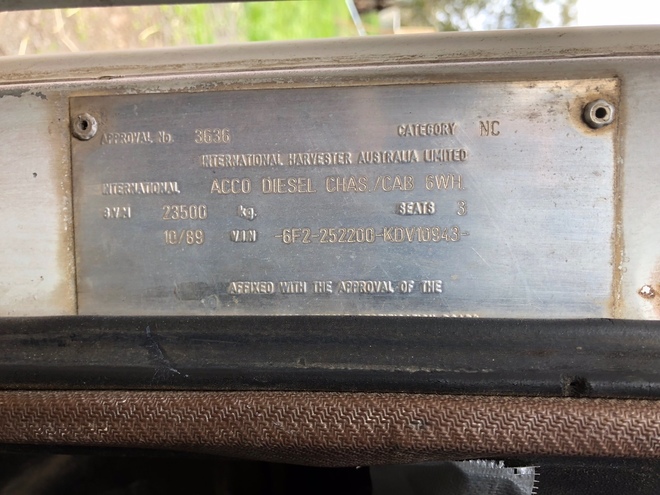 APPROVAL No. 3636 CATEGORY NC
INTERNATIONAL HARVESTER AUSTRALIA LIMITED
INTERNATIONAL ACCO DIESEL CHAS./CAB 6WH
G.V.M 23500 kg. SEATS 3
10/89 V.I.N -6F2-252200-KDV10943-
AFFIXED WITH THE APPROVAL OF THE